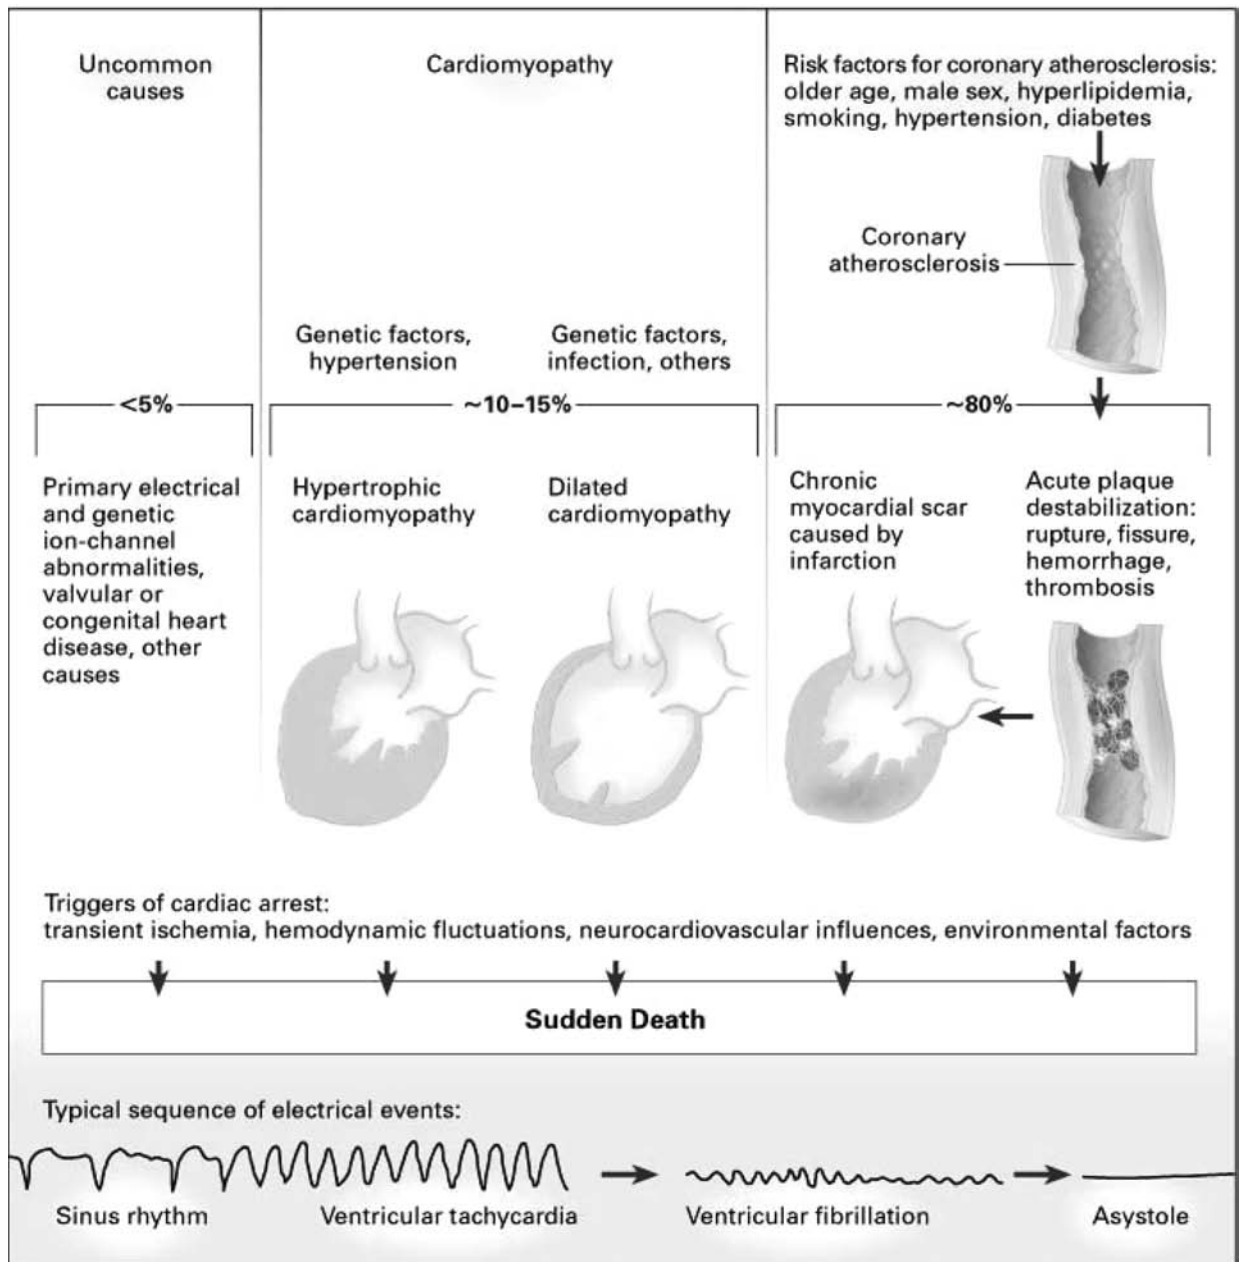 Uncommon
causes
Cardiomyopathy
Risk factors for coronary atherosclerosis:
older age, male sex, hyperlipidemia,
smoking, hypertension, diabetes
Coronary
atherosclerosis
Genetic factors,
hypertension
Genetic factors,
infection, others
<5%
~10–15%
~80%
Primary electrical
and genetic
ion-channel
abnormalities,
valvular or
congenital heart
disease, other
causes
Hypertrophic
cardiomyopathy
Dilated
cardiomyopathy
Chronic
myocardial scar
caused by
infarction
Acute plaque
destabilization:
rupture, fissure,
hemorrhage,
thrombosis
Triggers of cardiac arrest:
transient ischemia, hemodynamic fluctuations, neurocardiovascular influences, environmental factors
Sudden Death
Typical sequence of electrical events:
Sinus rhythm
Ventricular tachycardia
Ventricular fibrillation
Asystole